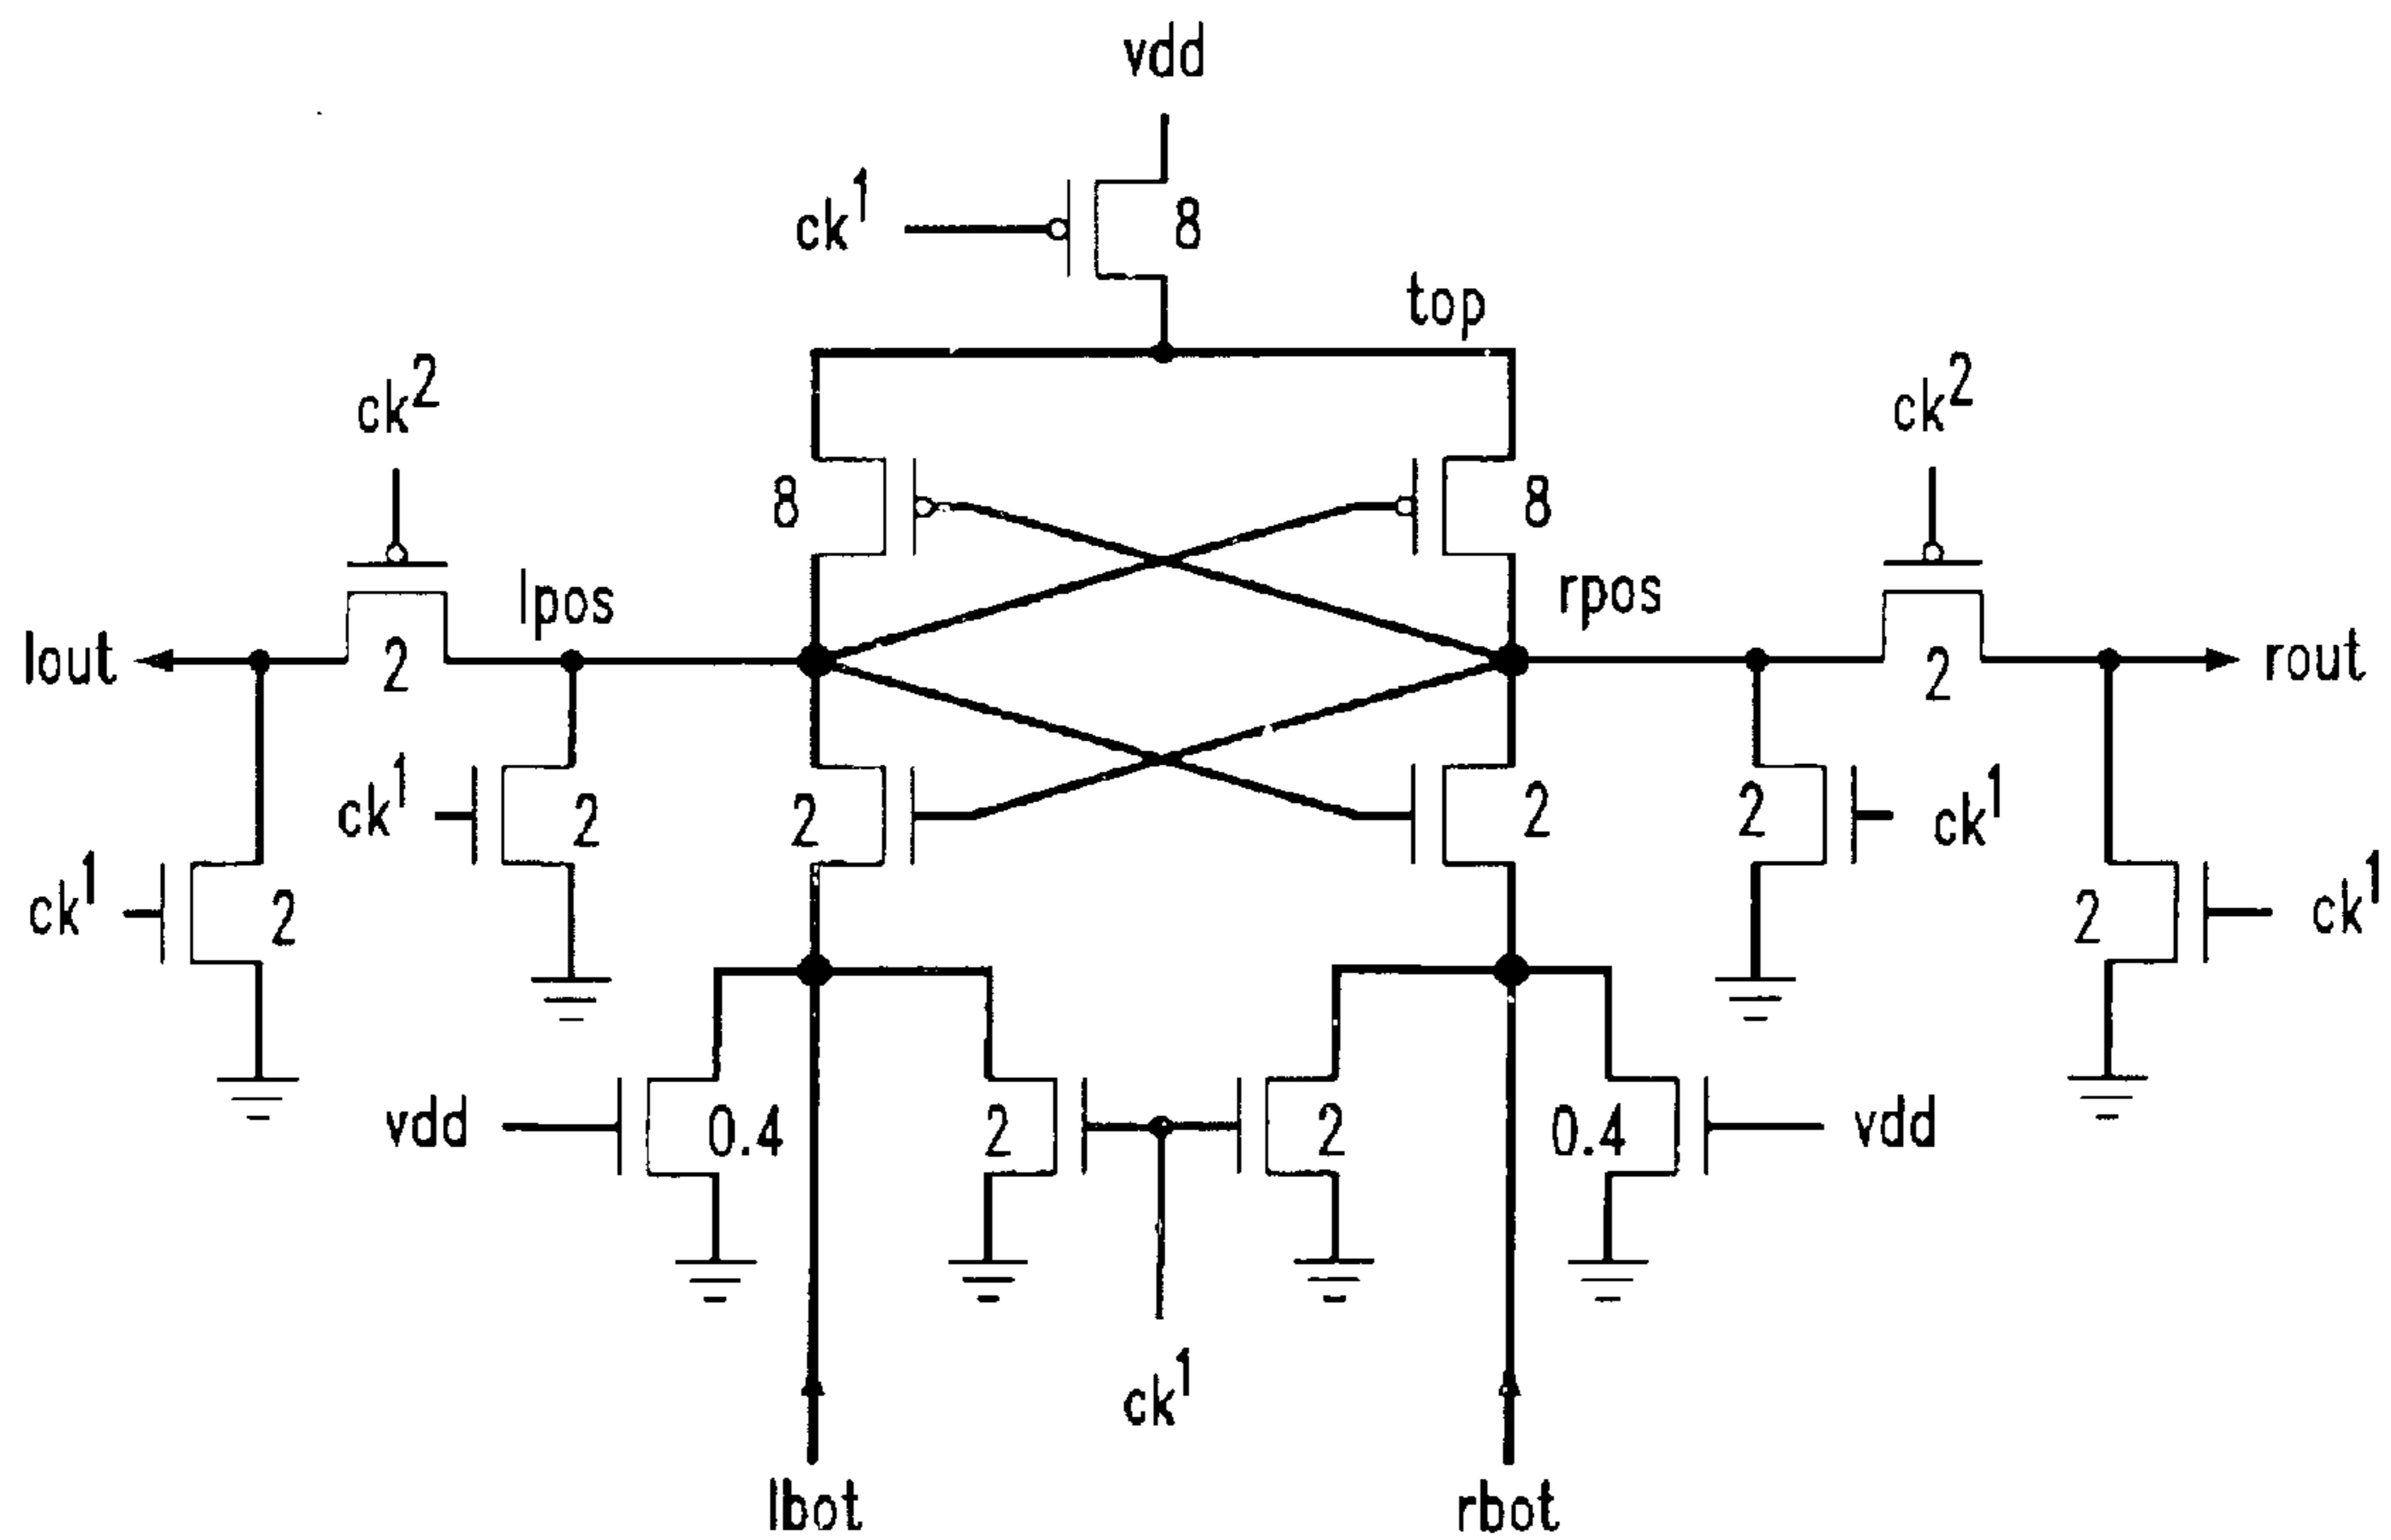 vdd
ck¹ 8
top
ck² ck²
8 8
lpos rpos
lout 2 2 rout
ck¹ 2 2 2 2 ck¹
ck¹ 2 2 ck¹
vdd 0.4 2 2 0.4 vdd
ck¹
lbot rbot